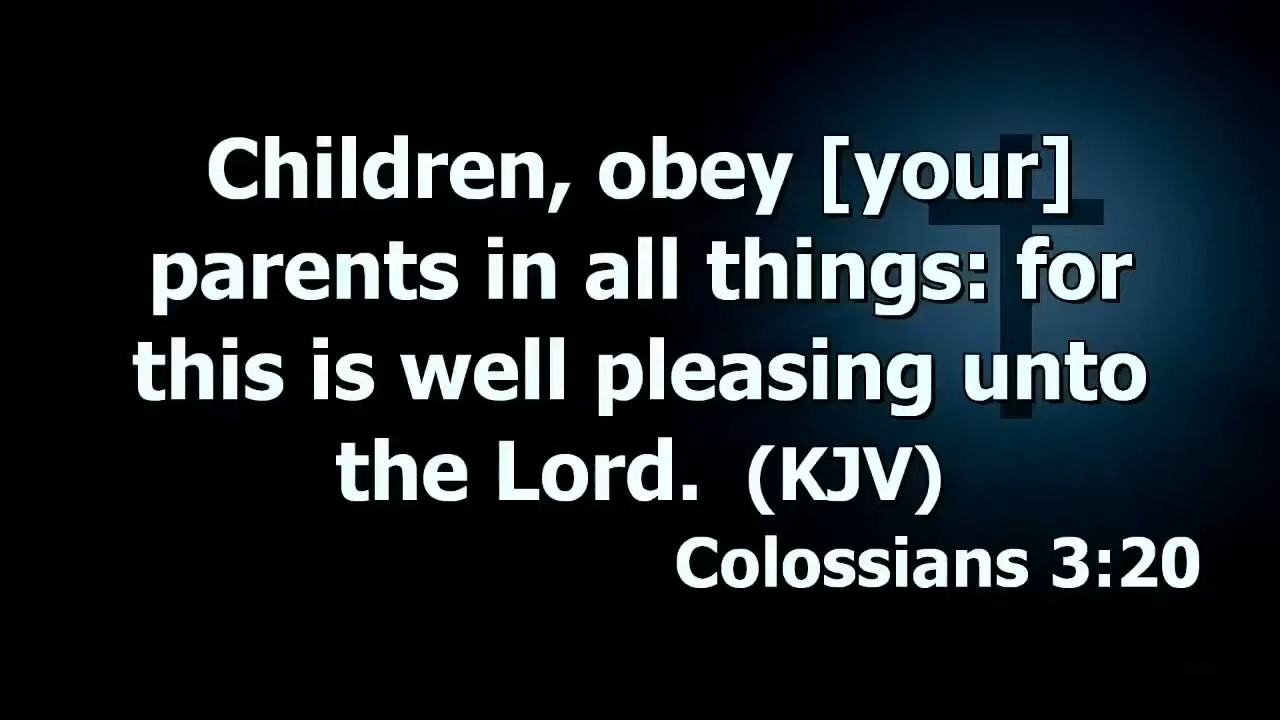 Children, obey [your]
parents in all things: for
this is well pleasing unto
the Lord.  (KJV)
Colossians 3:20